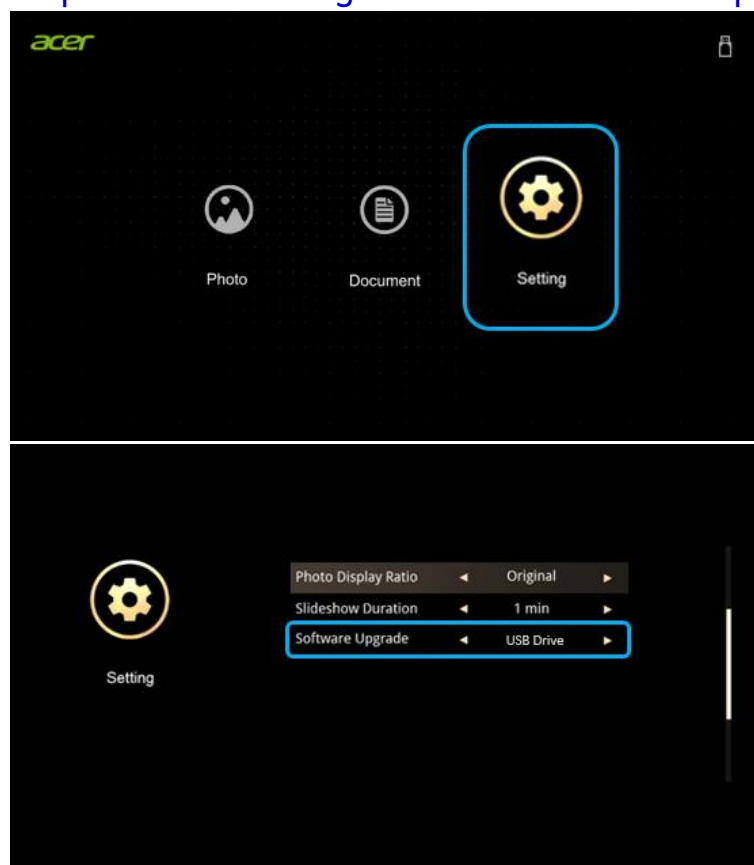 acer
Photo
Document
Setting
Photo Display Ratio ◄ Original ►
Slideshow Duration ◄ 1 min ►
Software Upgrade ◄ USB Drive ►
Setting